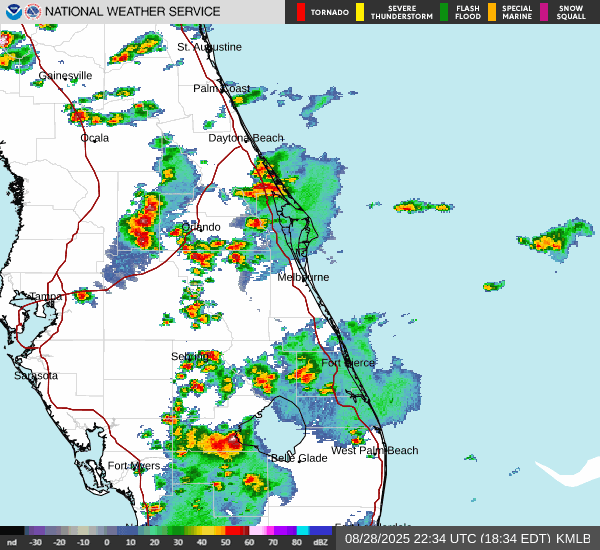 NATIONAL WEATHER SERVICE
TORNADO
SEVERE THUNDERSTORM
FLASH FLOOD
SPECIAL MARINE
SNOW SQUALL
St. Augustine
Gainesville
Palm Coast
Ocala
Daytona Beach
Orlando
Melbourne
Tampa
Sebring
Fort Pierce
Sarasota
West Palm Beach
Belle Glade
Fort Myers
nd -30 -20 -10 0 10 20 30 40 50 60 70 80 dBZ
08/28/2025 22:34 UTC (18:34 EDT) KMLB